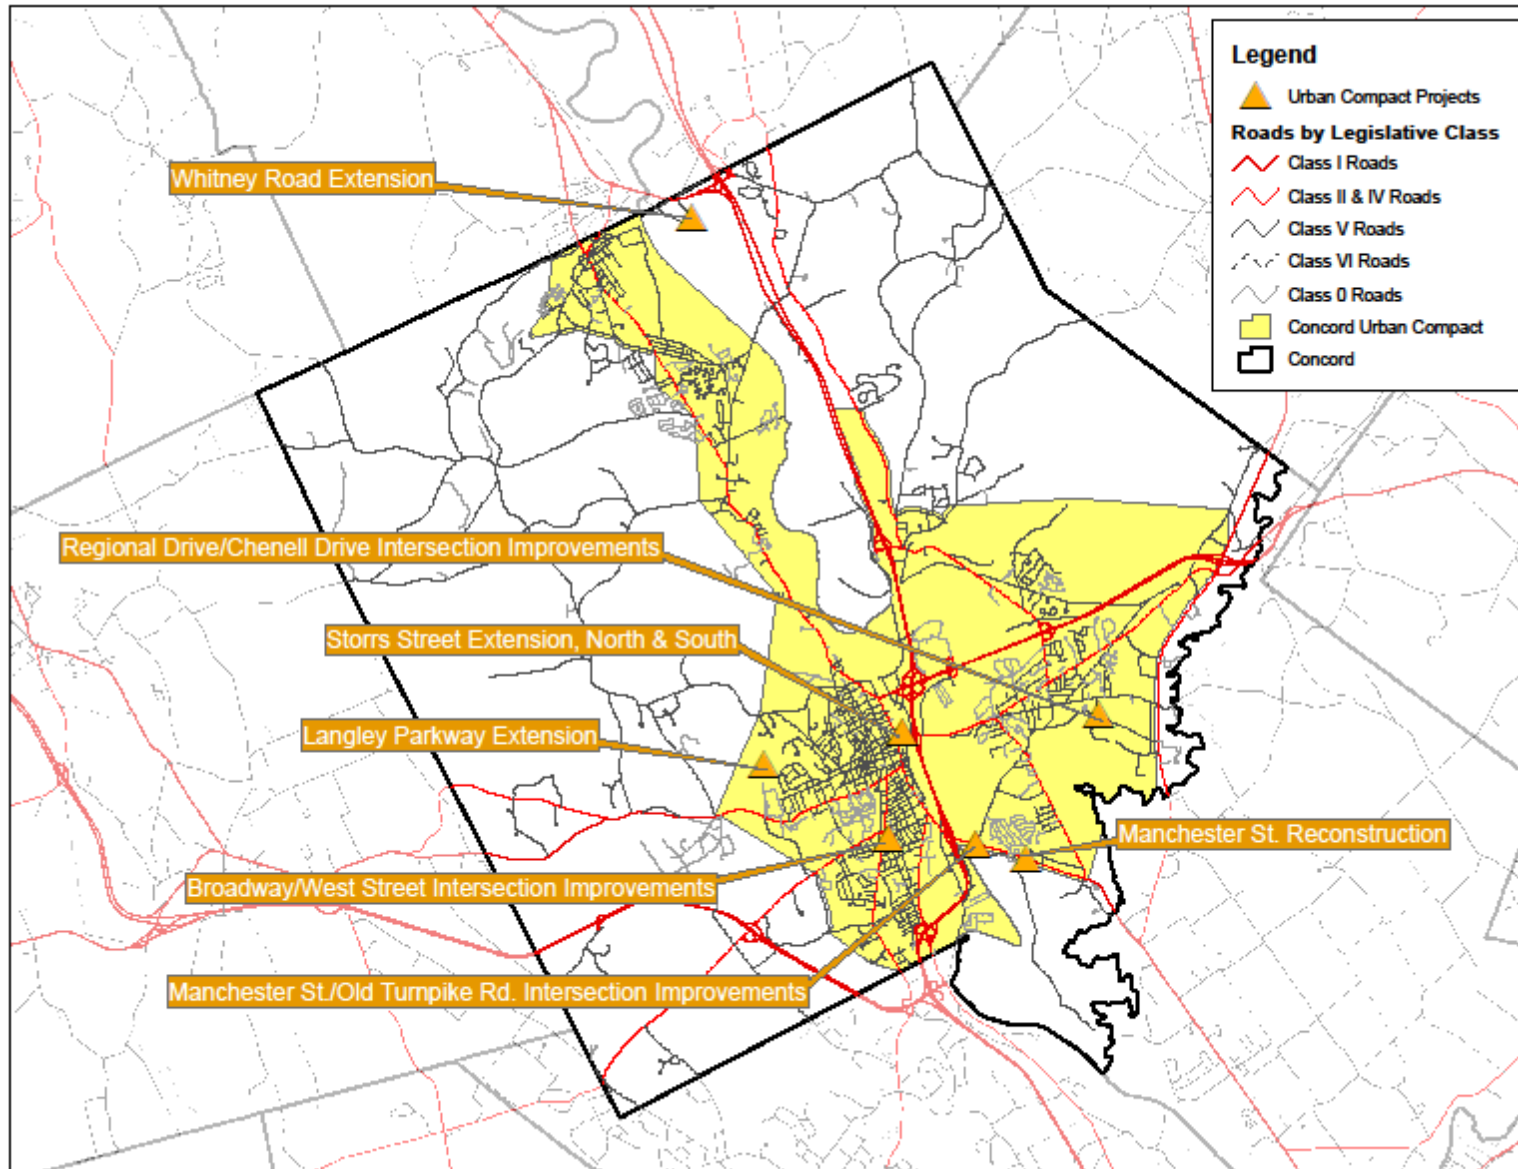 Legend
Urban Compact Projects
Roads by Legislative Class
Class I Roads
Class II & IV Roads
Class V Roads
Class VI Roads
Class 0 Roads
Concord Urban Compact
Concord
Whitney Road Extension
Regional Drive/Chenell Drive Intersection Improvements
Storrs Street Extension, North & South
Langley Parkway Extension
Manchester St. Reconstruction
Broadway/West Street Intersection Improvements
Manchester St./Old Turnpike Rd. Intersection Improvements